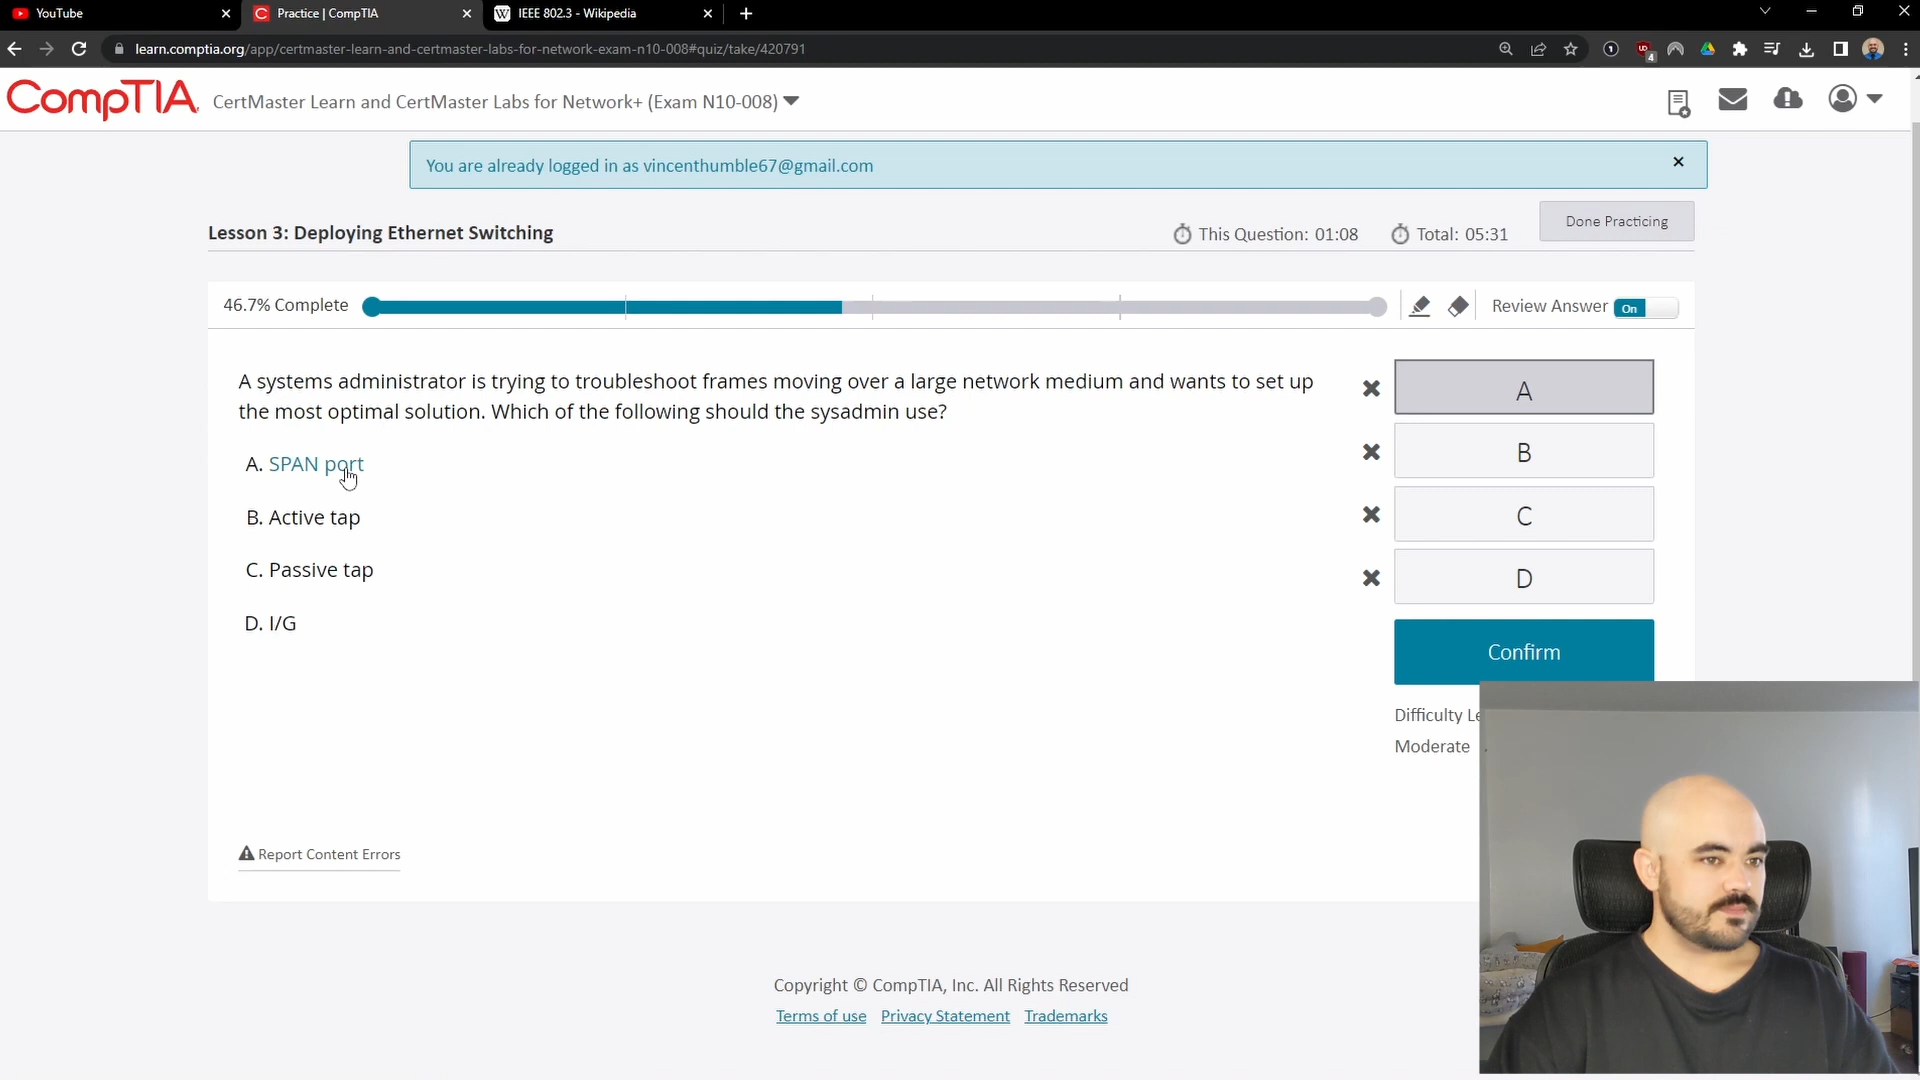 YouTube
Practice | CompTIA
IEEE 802.3 - Wikipedia
learn.comptia.org/app/certmaster-learn-and-certmaster-labs-for-network-exam-n10-008#quiz/take/420791
CompTIA.
CertMaster Learn and CertMaster Labs for Network+ (Exam N10-008)
You are already logged in as vincenthumble67@gmail.com
Lesson 3: Deploying Ethernet Switching
This Question: 01:08
Total: 05:31
Done Practicing
46.7% Complete
Review Answer On
A systems administrator is trying to troubleshoot frames moving over a large network medium and wants to set up
the most optimal solution. Which of the following should the sysadmin use?
A. SPAN port
B. Active tap
C. Passive tap
D. I/G
A
B
C
D
Confirm
Difficulty
Moderate
Report Content Errors
Copyright © CompTIA, Inc. All Rights Reserved
Terms of use Privacy Statement Trademarks